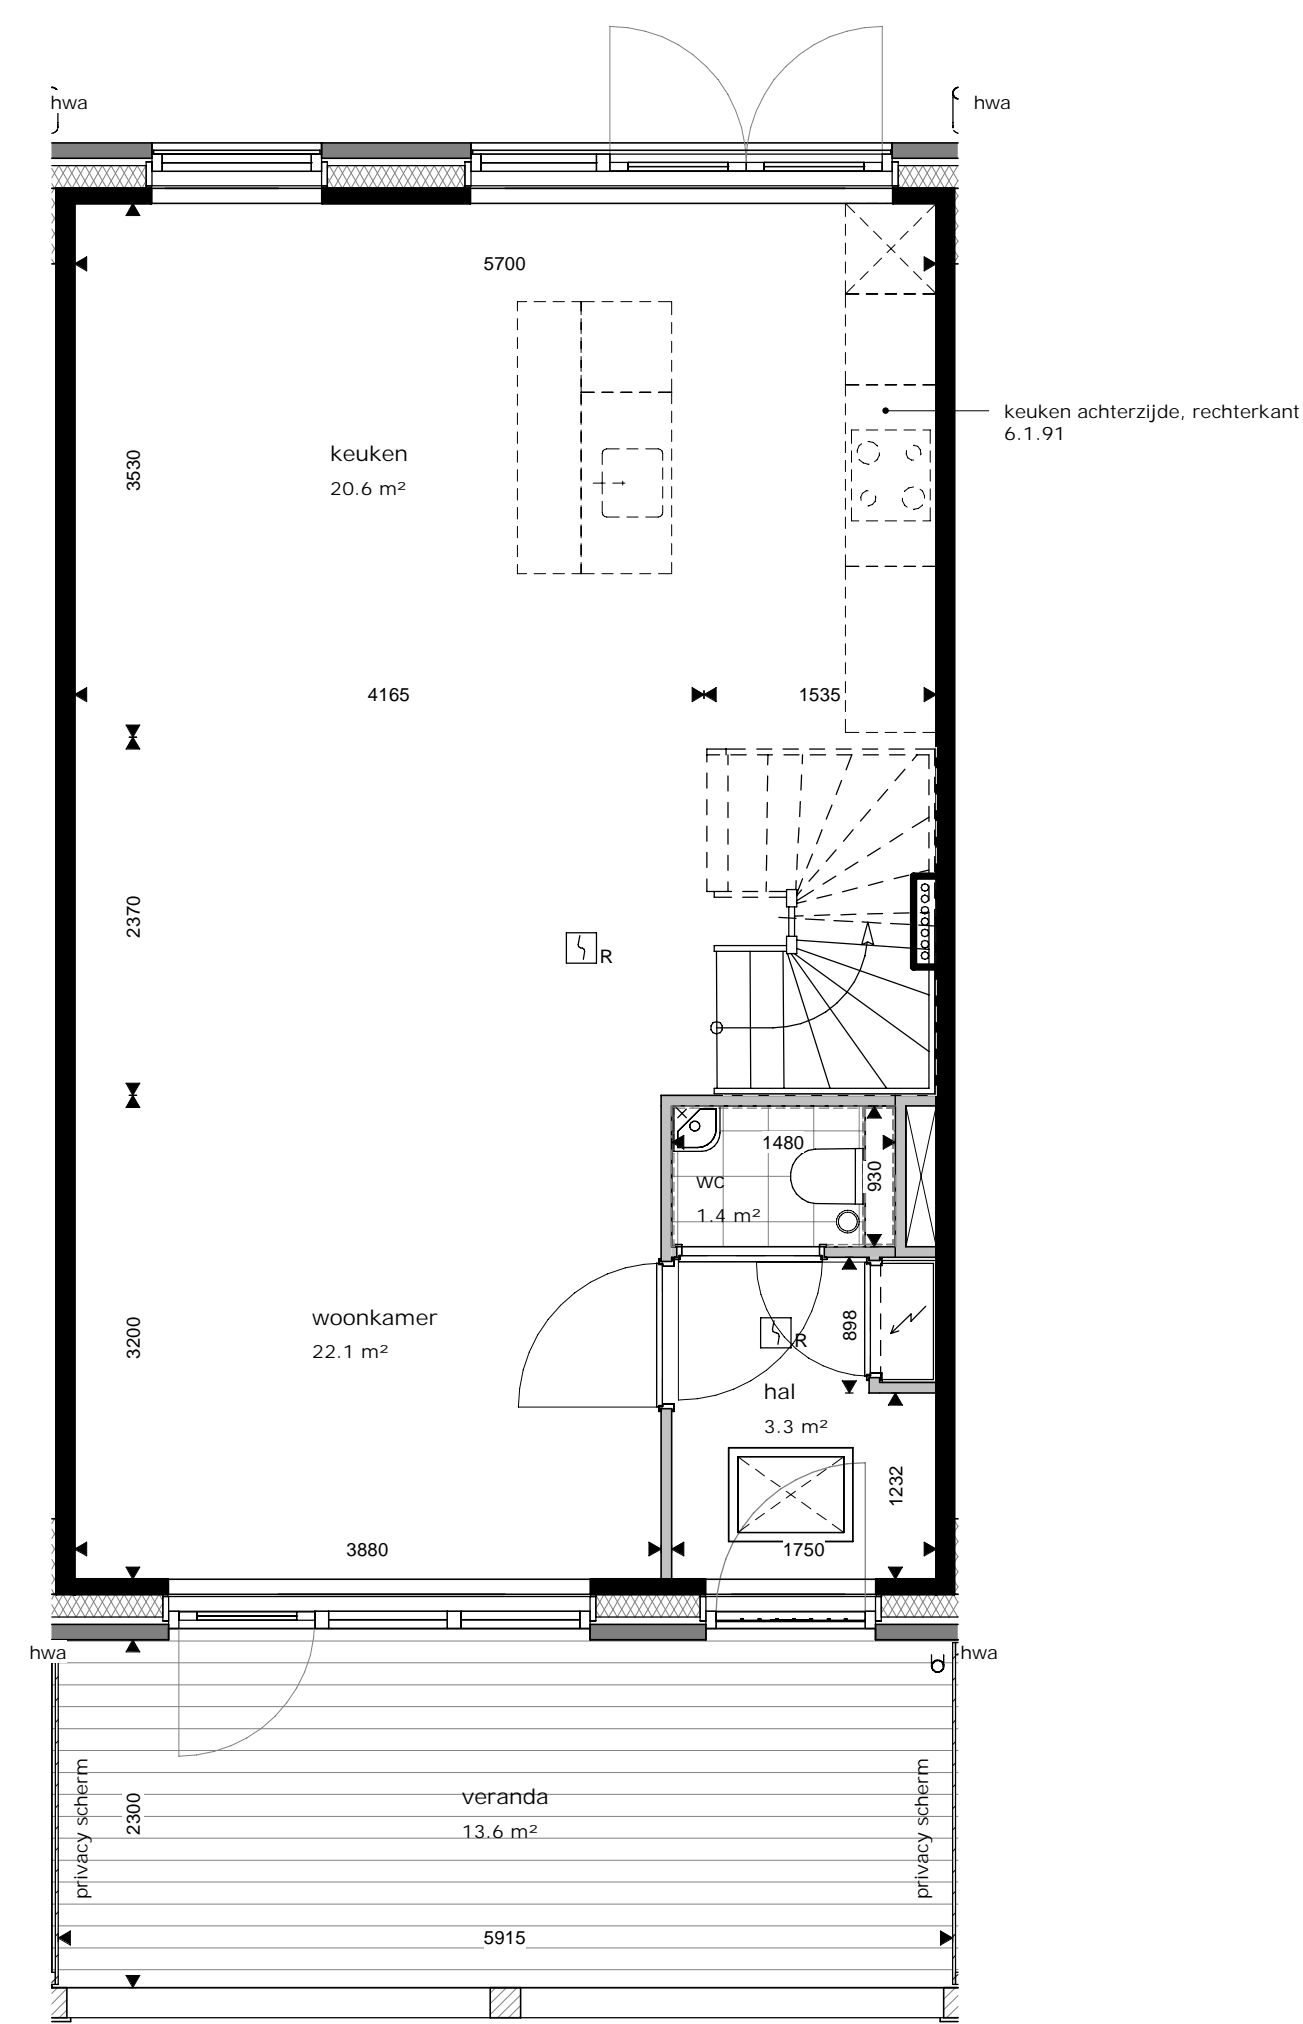 hwa
hwa
5700
keuken achterzijde, rechterkant
6.1.91
keuken
20.6 m²
3530
4165
1535
2370
R
1480
wc
1.4 m²
930
woonkamer
22.1 m²
3200
898
R
hal
3.3 m²
1232
3880
1750
hwa
hwa
privacy scherm
2300
veranda
13.6 m²
privacy scherm
5915